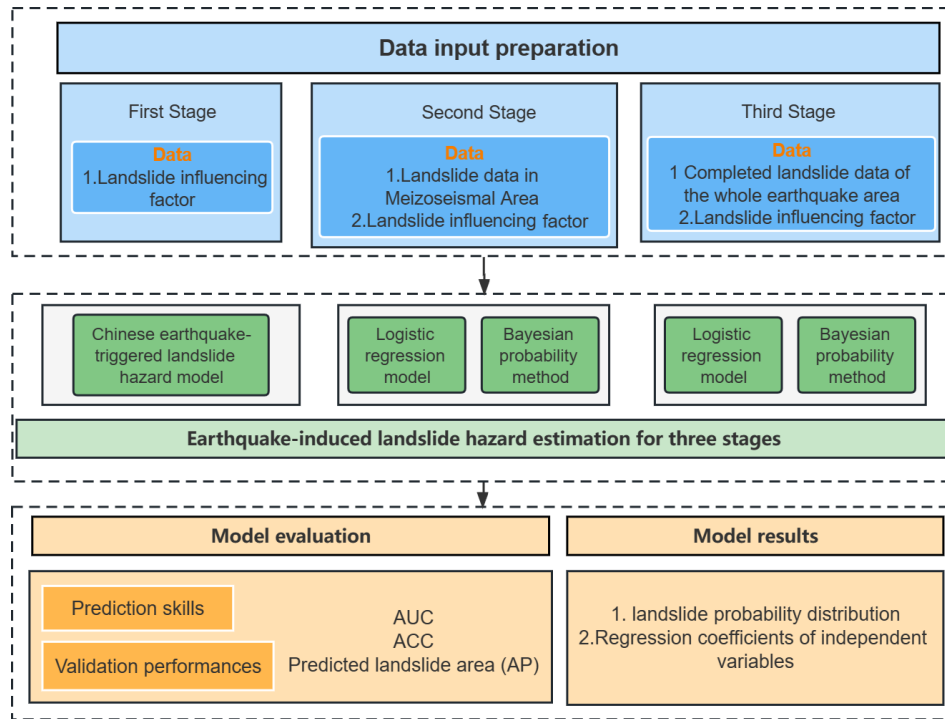 Data input preparation
First Stage
Data
1.Landslide influencing
factor
Second Stage
Data
1.Landslide data in
Meizoseismal Area
2.Landslide influencing factor
Third Stage
Data
1 Completed landslide data of
the whole earthquake area
2.Landslide influencing factor
Chinese earthquake-
triggered landslide
hazard model
Logistic
regression
model
Bayesian
probability
method
Logistic
regression
model
Bayesian
probability
method
Earthquake-induced landslide hazard estimation for three stages
Model evaluation
Prediction skills
Validation performances
AUC
ACC
Predicted landslide area (AP)
Model results
1. landslide probability distribution
2.Regression coefficients of independent
variables